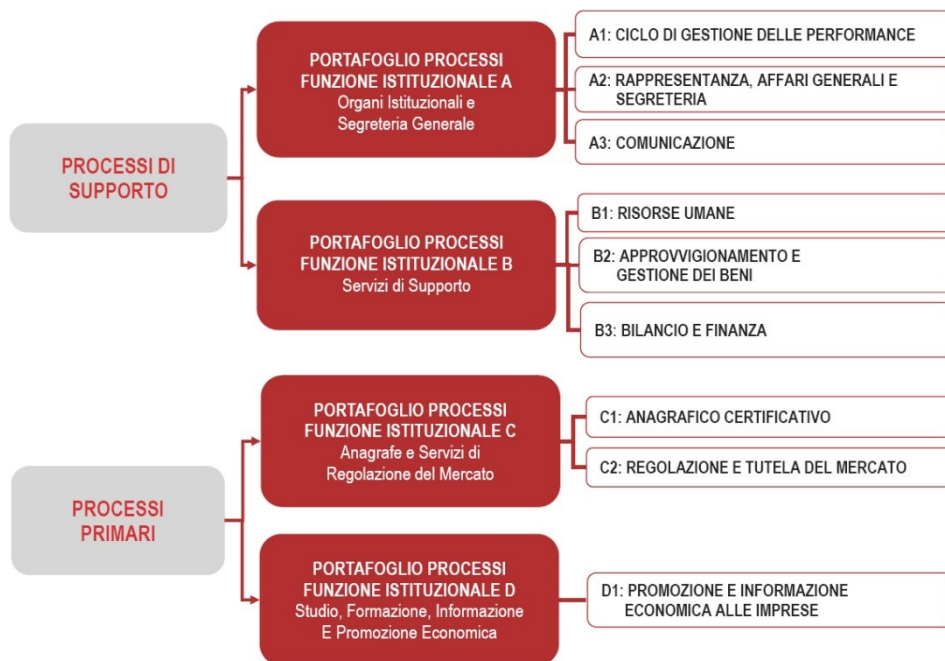 PROCESSI DI
SUPPORTO
PORTAFOGLIO PROCESSI
FUNZIONE ISTITUZIONALE A
Organi Istituzionali e
Segreteria Generale
A1: CICLO DI GESTIONE DELLE PERFORMANCE
A2: RAPPRESENTANZA, AFFARI GENERALI E
SEGRETERIA
A3: COMUNICAZIONE
PORTAFOGLIO PROCESSI
FUNZIONE ISTITUZIONALE B
Servizi di Supporto
B1: RISORSE UMANE
B2: APPROVVIGIONAMENTO E
GESTIONE DEI BENI
B3: BILANCIO E FINANZA
PROCESSI
PRIMARI
PORTAFOGLIO PROCESSI
FUNZIONE ISTITUZIONALE C
Anagrafe e Servizi di
Regolazione del Mercato
C1: ANAGRAFICO CERTIFICATIVO
C2: REGOLAZIONE E TUTELA DEL MERCATO
PORTAFOGLIO PROCESSI
FUNZIONE ISTITUZIONALE D
Studio, Formazione, Informazione
E Promozione Economica
D1: PROMOZIONE E INFORMAZIONE
ECONOMICA ALLE IMPRESE